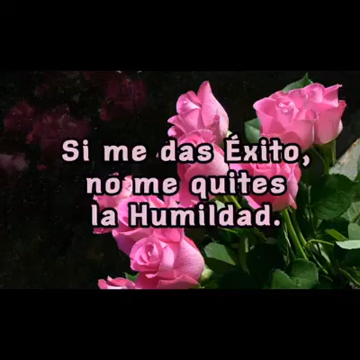 Si me das Éxito,
no me quites
la Humildad.